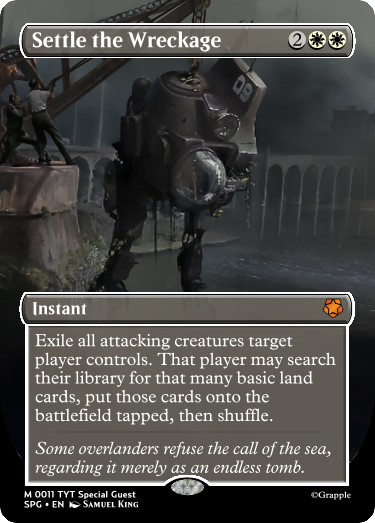 Settle the Wreckage 2
Instant
Exile all attacking creatures target
player controls. That player may search
their library for that many basic land
cards, put those cards onto the
battlefield tapped, then shuffle.
Some overlanders refuse the call of the sea,
regarding it merely as an endless tomb.
M 0011 TYT Special Guest
SPG • EN Samuel King
©Grapple